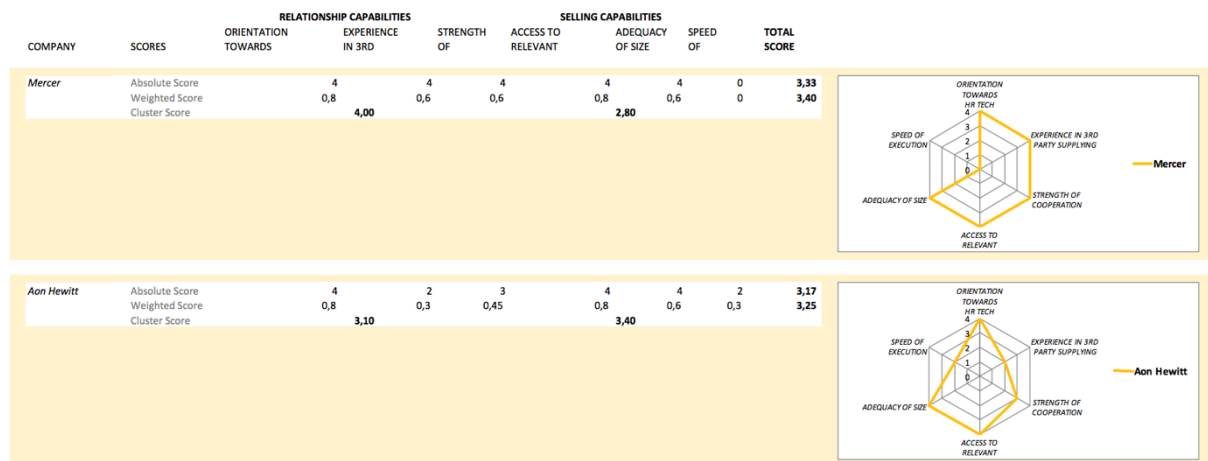 RELATIONSHIP CAPABILITIES SELLING CAPABILITIES
ORIENTATION EXPERIENCE STRENGTH ACCESS TO ADEQUACY SPEED TOTAL
COMPANY SCORES TOWARDS IN 3RD OF RELEVANT OF SIZE OF SCORE
Mercer Absolute Score 4 4 4 4 4 0 3,33
Weighted Score 0,8 0,6 0,6 0,8 0,6 0 3,40
Cluster Score 4,00 2,80
ORIENTATION
TOWARDS
HR TECH
4
3
2
1
0
SPEED OF
EXECUTION
EXPERIENCE IN 3RD
PARTY SUPPLYING
Mercer
ADEQUACY OF SIZE
STRENGTH OF
COOPERATION
ACCESS TO
RELEVANT
Aon Hewitt Absolute Score 4 2 3 4 4 2 3,17
Weighted Score 0,8 0,3 0,45 0,8 0,6 0,3 3,25
Cluster Score 3,10 3,40
ORIENTATION
TOWARDS
HR TECH
4
3
2
1
0
SPEED OF
EXECUTION
EXPERIENCE IN 3RD
PARTY SUPPLYING
Aon Hewitt
ADEQUACY OF SIZE
STRENGTH OF
COOPERATION
ACCESS TO
RELEVANT